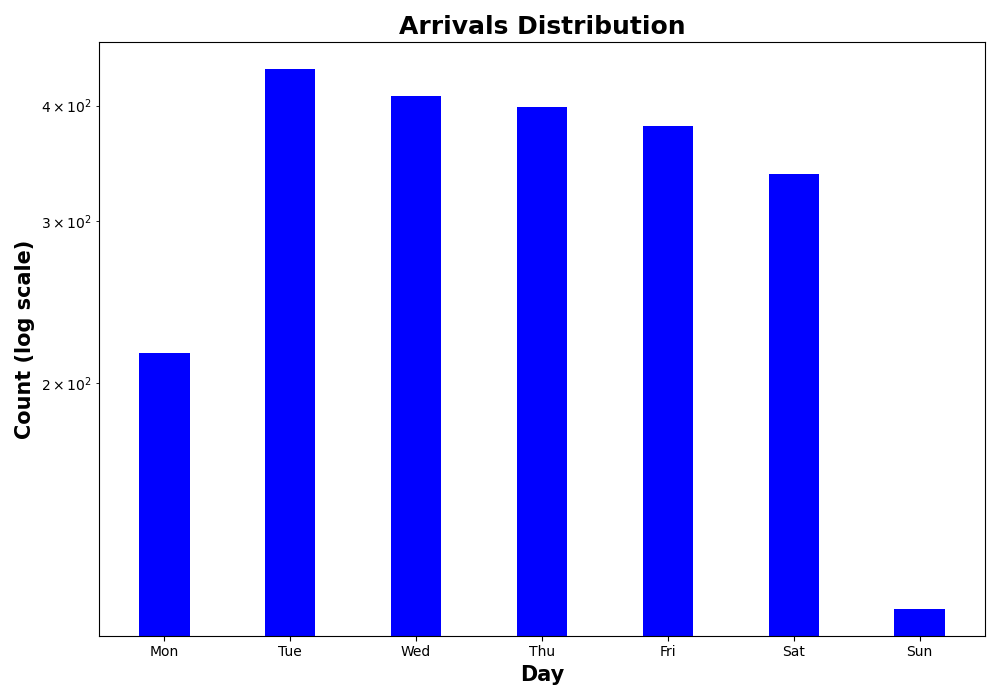 Arrivals Distribution
4 × 10²
3 × 10²
2 × 10²
Count (log scale)
Mon Tue Wed Thu Fri Sat Sun
Day